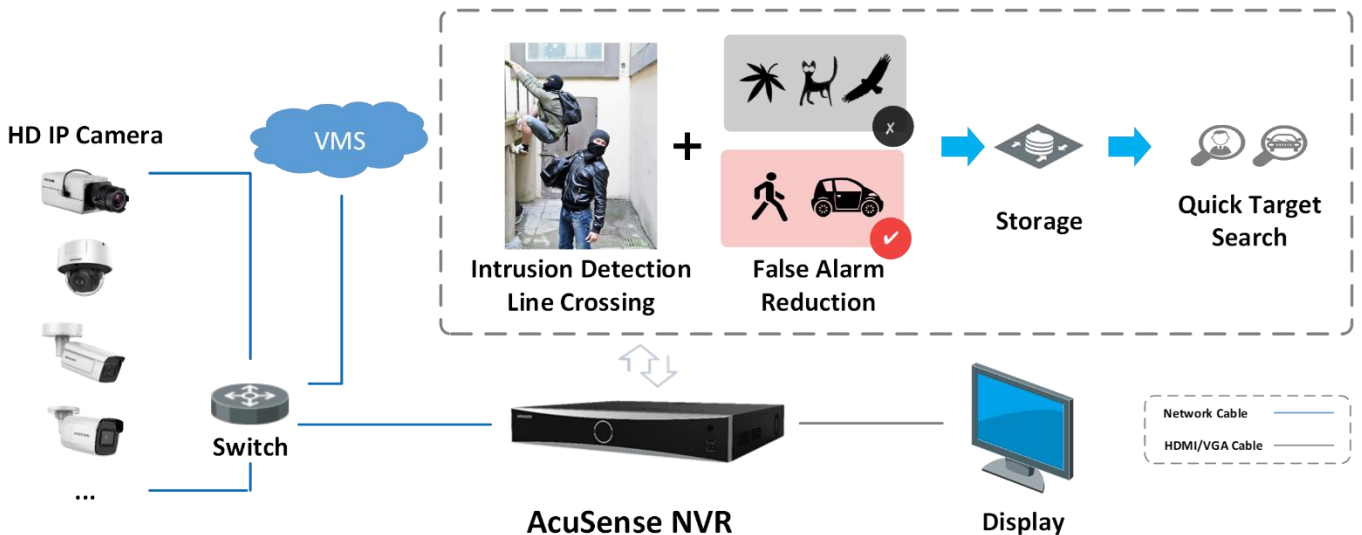 HD IP Camera
VMS
Intrusion Detection
Line Crossing
+
False Alarm
Reduction
x
Storage
Quick Target
Search
Switch
...
AcuSense NVR
Display
Network Cable
HDMI/VGA Cable